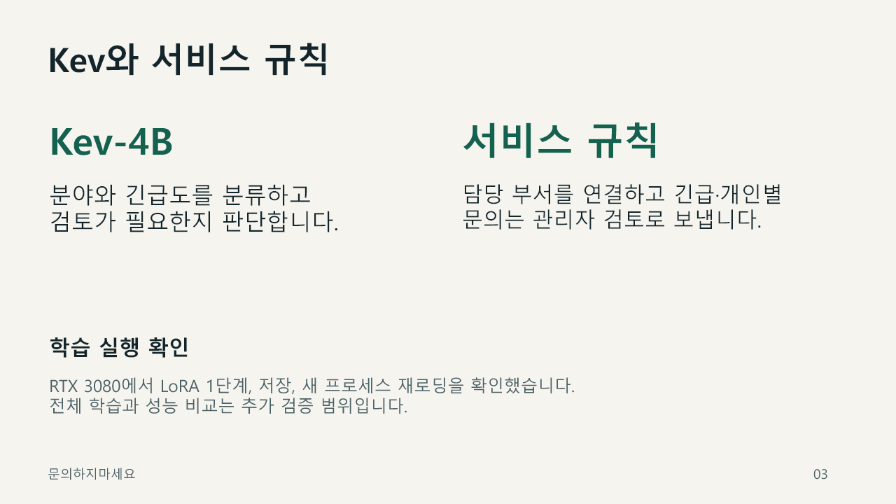 Kev와 서비스 규칙
Kev-4B
분야와 긴급도를 분류하고
검토가 필요한지 판단합니다.
서비스 규칙
담당 부서를 연결하고 긴급·개인별
문의는 관리자 검토로 보냅니다.
학습 실행 확인
RTX 3080에서 LoRA 1단계, 저장, 새 프로세스 재로딩을 확인했습니다.
전체 학습과 성능 비교는 추가 검증 범위입니다.
문의하지마세요
03